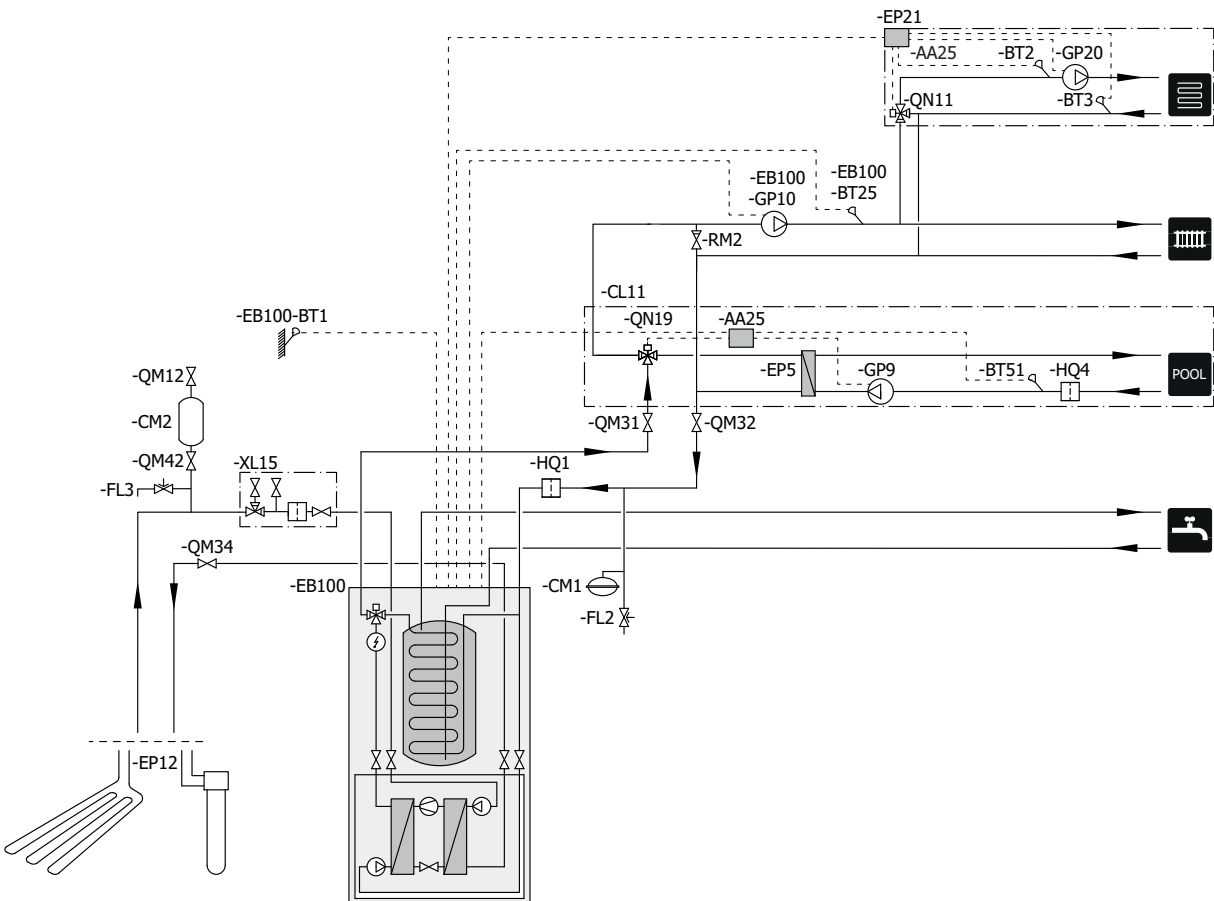 -EP21
-AA25
-BT2
-GP20
-QN11
-BT3
-EB100
-GP10
-EB100
-BT25
-RM2
-CL11
-EB100-BT1
-QN19
-AA25
-EP5
-GP9
-BT51
-HQ4
POOL
-QM12
-CM2
-QM42
-QM31
-QM32
-FL3
-XL15
-HQ1
-QM34
-EB100
-CM1
-FL2
-EP12